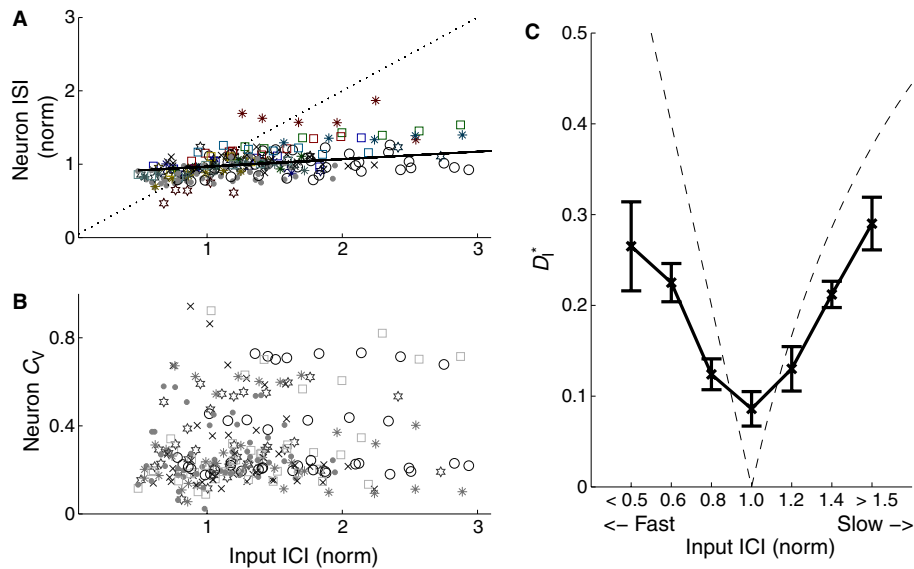 A
3
2
1
0
Neuron ISI
(norm)
1
2
3
B
0.8
0.4
0
Neuron CV
1
2
3
Input ICI (norm)
C
0.5
0.4
0.3
0.2
0.1
0
DI*
< 0.5
0.6
0.8
1.0
1.2
1.4
> 1.5
<− Fast
Slow −>
Input ICI (norm)